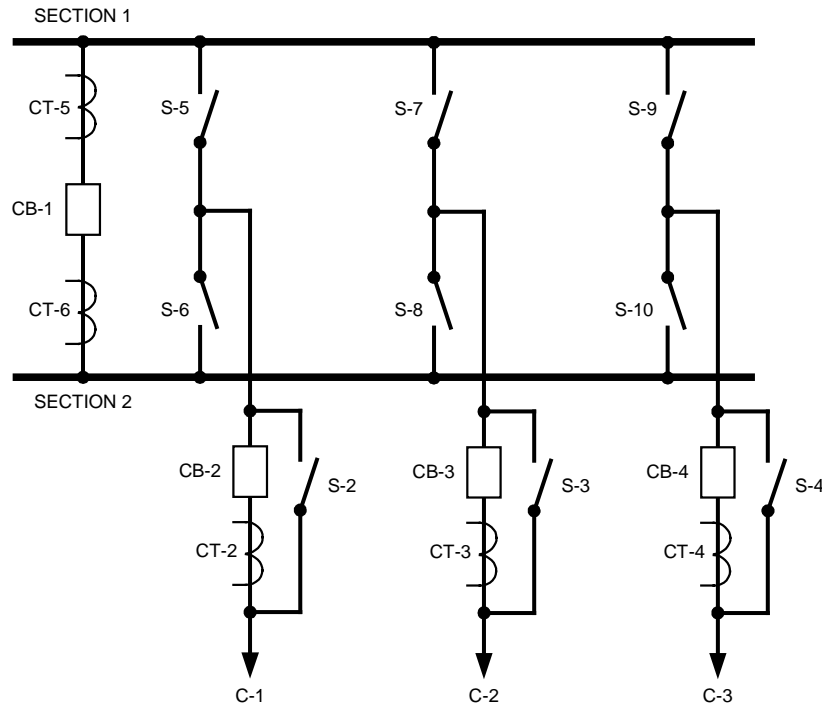 SECTION 1
CT-5
S-5
S-7
S-9
CB-1
CT-6
S-6
S-8
S-10
SECTION 2
CB-2
S-2
CB-3
S-3
CB-4
S-4
CT-2
CT-3
CT-4
C-1
C-2
C-3